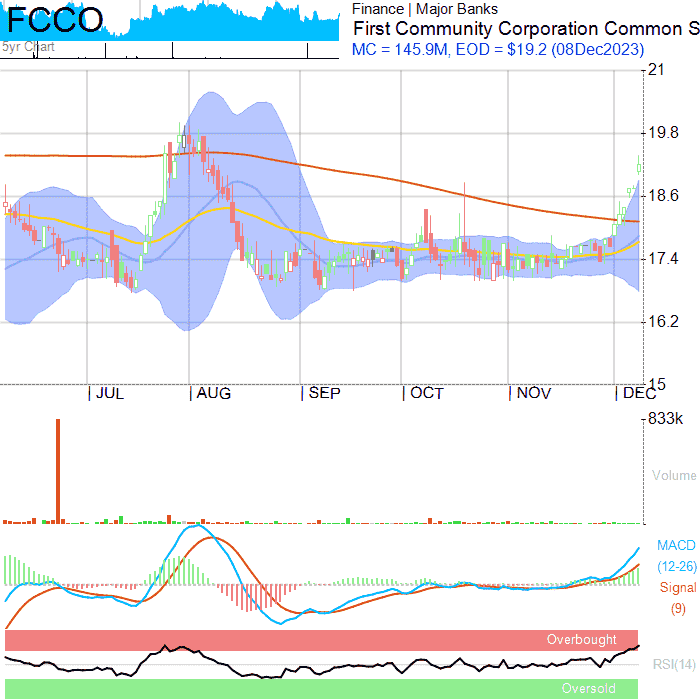 FCCO
5yr Chart
Finance | Major Banks
First Community Corporation Common S
MC = 145.9M, EOD = $19.2 (08Dec2023)
21
19.8
18.6
17.4
16.2
15
JUL AUG SEP OCT NOV DEC
833k
Volume
MACD
(12-26)
Signal
(9)
Overbought
RSI(14)
Oversold